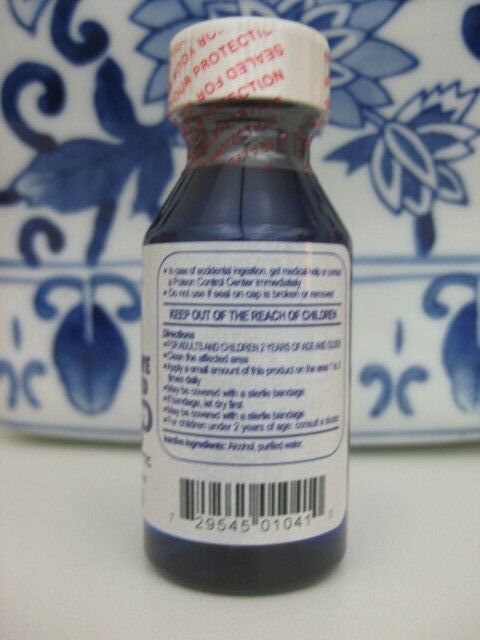 YOUR PROTECTIO
SEALED FOR
CTION
• In case of accidental ingestion, get medical help or contact
a Poison Control Center immediately
• Do not use if seal on cap is broken or removed
KEEP OUT OF THE REACH OF CHILDREN
Directions
•FOR ADULTS AND CHILDREN 2 YEARS OF AGE AND OLDER
•Clean the affected area
•Apply a small amount of this product on the area 1 to 3
times daily
•May be covered with a sterile bandage
•If bandage, let dry first
•May be covered with a sterile bandage
•For children under 2 years of age: consult a doctor
Inactive Ingredients: Alcohol, purified water
7 29545 01041